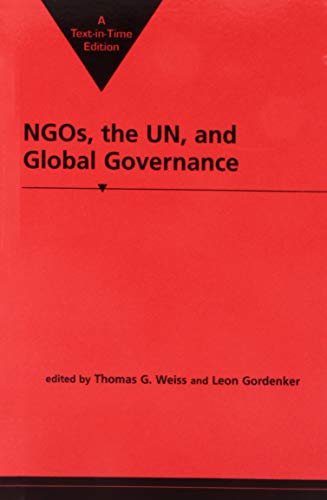 A
Text-in-Time
Edition
NGOs, the UN, and
Global Governance
edited by Thomas G. Weiss and Leon Gordenker